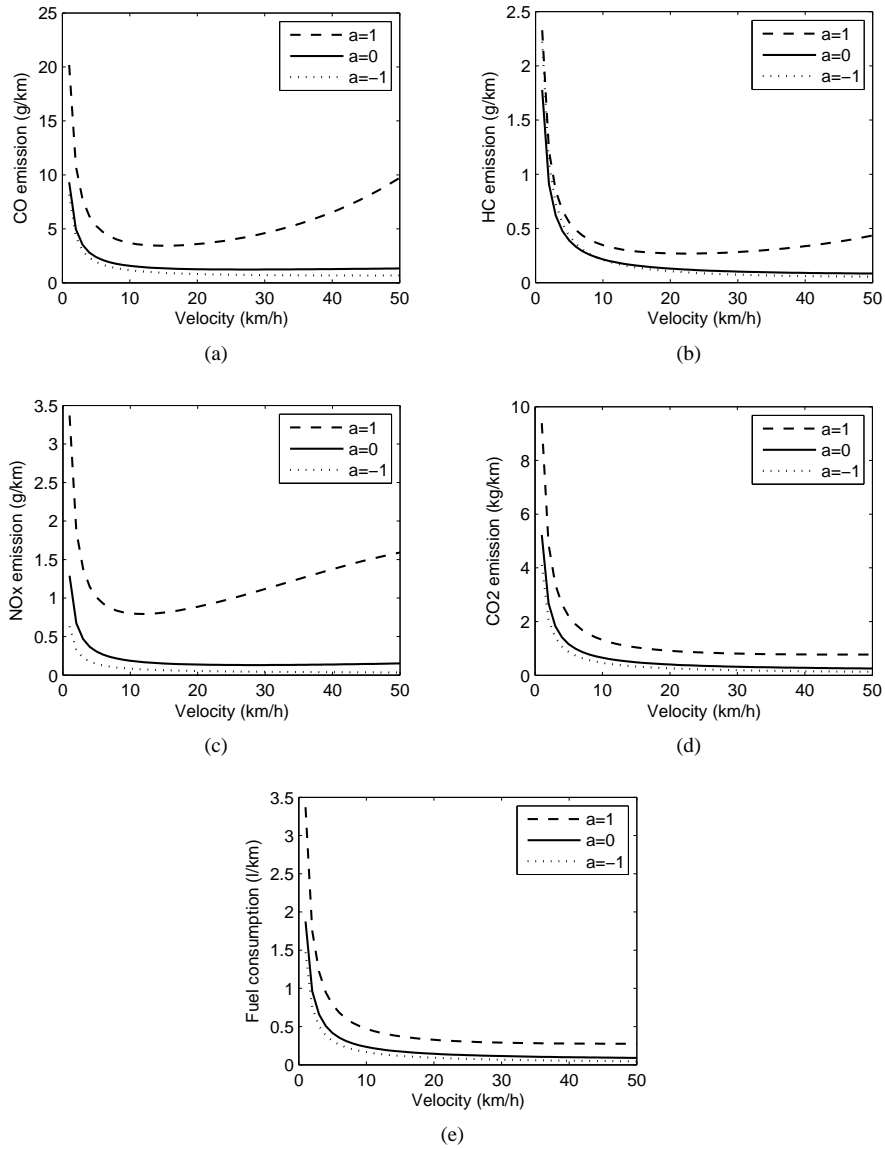 25
20
15
10
5
0
0 10 20 30 40 50
CO emission (g/km)
Velocity (km/h)
a=1
a=0
a=−1
(a)
2.5
2
1.5
1
0.5
0
0 10 20 30 40 50
HC emission (g/km)
Velocity (km/h)
a=1
a=0
a=−1
(b)
3.5
3
2.5
2
1.5
1
0.5
0
0 10 20 30 40 50
NOx emission (g/km)
Velocity (km/h)
a=1
a=0
a=−1
(c)
10
8
6
4
2
0
0 10 20 30 40 50
CO2 emission (kg/km)
Velocity (km/h)
a=1
a=0
a=−1
(d)
3.5
3
2.5
2
1.5
1
0.5
0
0 10 20 30 40 50
Fuel consumption (l/km)
Velocity (km/h)
a=1
a=0
a=−1
(e)